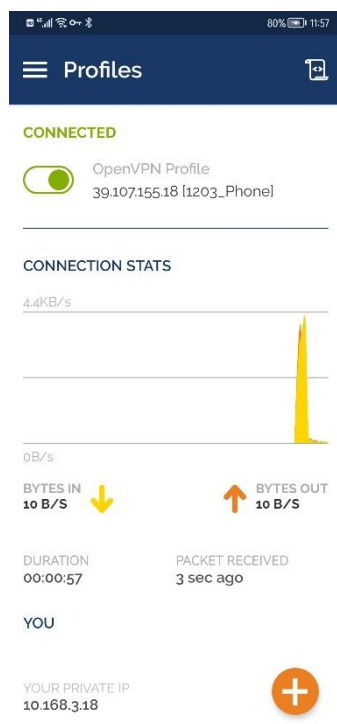 80% 11:57
Profiles
CONNECTED
OpenVPN Profile
39.107.155.18 [1203_Phone]
CONNECTION STATS
4.4KB/s
0B/s
BYTES IN
10 B/S
BYTES OUT
10 B/S
DURATION
00:00:57
PACKET RECEIVED
3 sec ago
YOU
YOUR PRIVATE IP
10.168.3.18